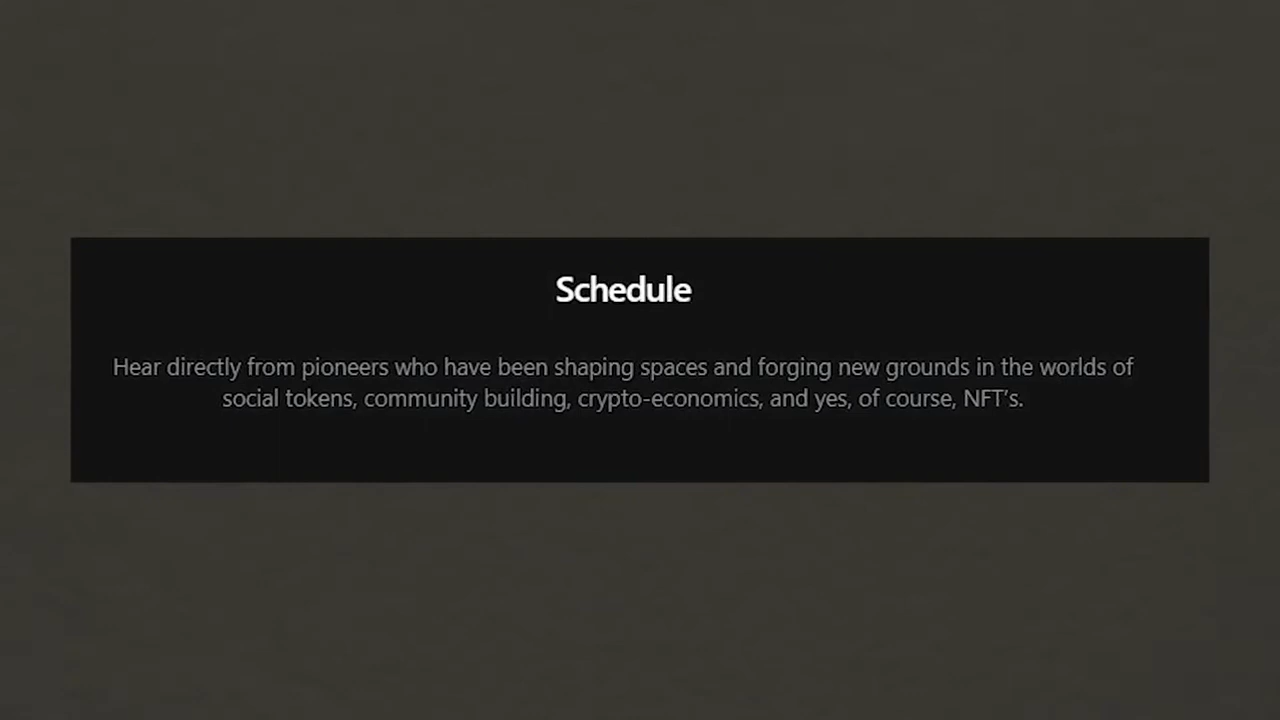 Schedule
Hear directly from pioneers who have been shaping spaces and forging new grounds in the worlds of
social tokens, community building, crypto-economics, and yes, of course, NFT's.